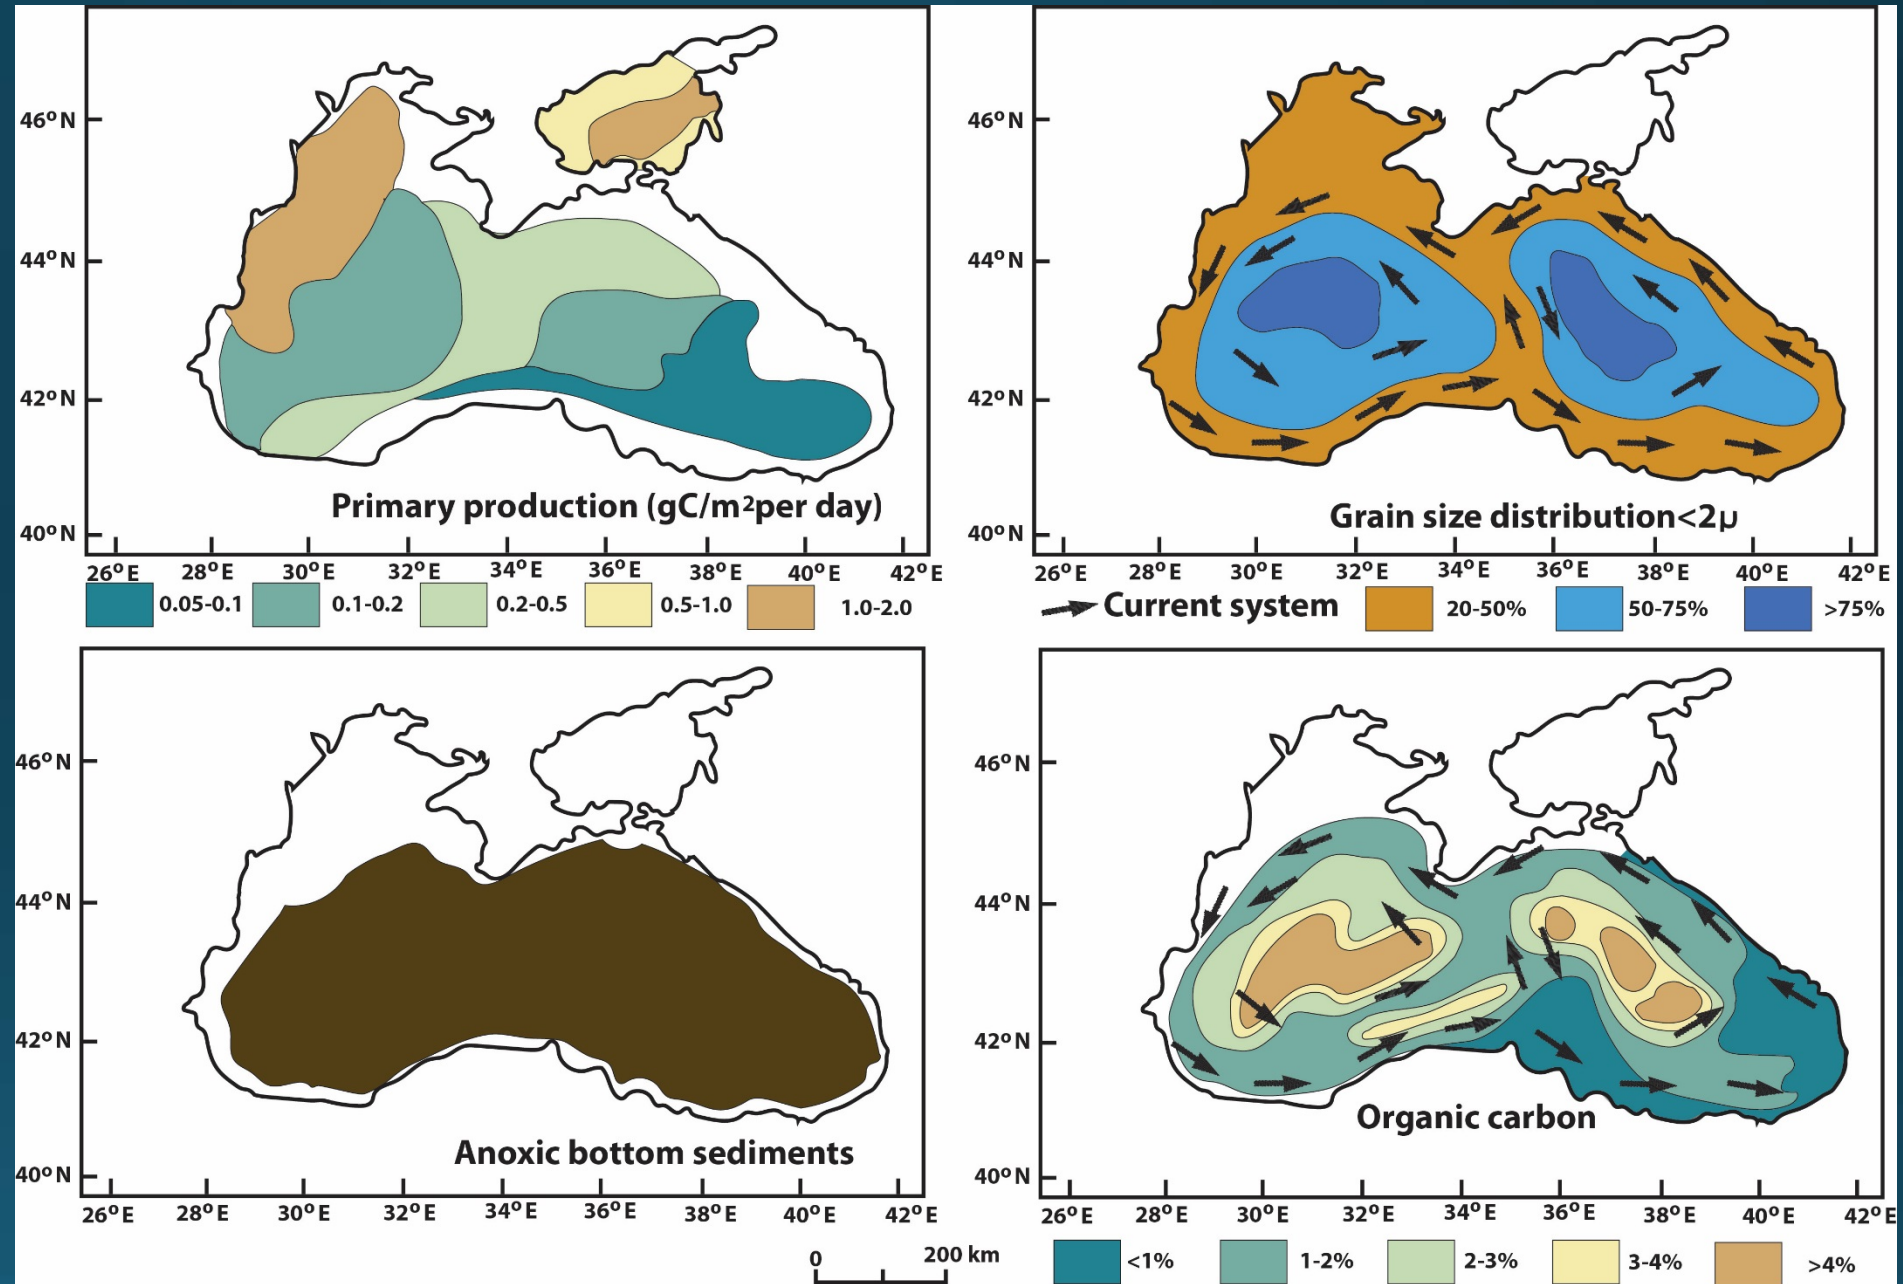 46°N
44°N
42°N
40°N
Primary production (gC/m2per day)
26°E 28°E 30°E 32°E 34°E 36°E 38°E 40°E 42°E
0.05-0.1 0.1-0.2 0.2-0.5 0.5-1.0 1.0-2.0
46°N
44°N
42°N
40°N
Grain size distribution<2μ
26°E 28°E 30°E 32°E 34°E 36°E 38°E 40°E 42°E
Current system 20-50% 50-75% >75%
46°N
44°N
42°N
40°N
Anoxic bottom sediments
26°E 28°E 30°E 32°E 34°E 36°E 38°E 40°E 42°E
0 200 km
46°N
44°N
42°N
40°N
Organic carbon
26°E 28°E 30°E 32°E 34°E 36°E 38°E 40°E 42°E
<1% 1-2% 2-3% 3-4% >4%